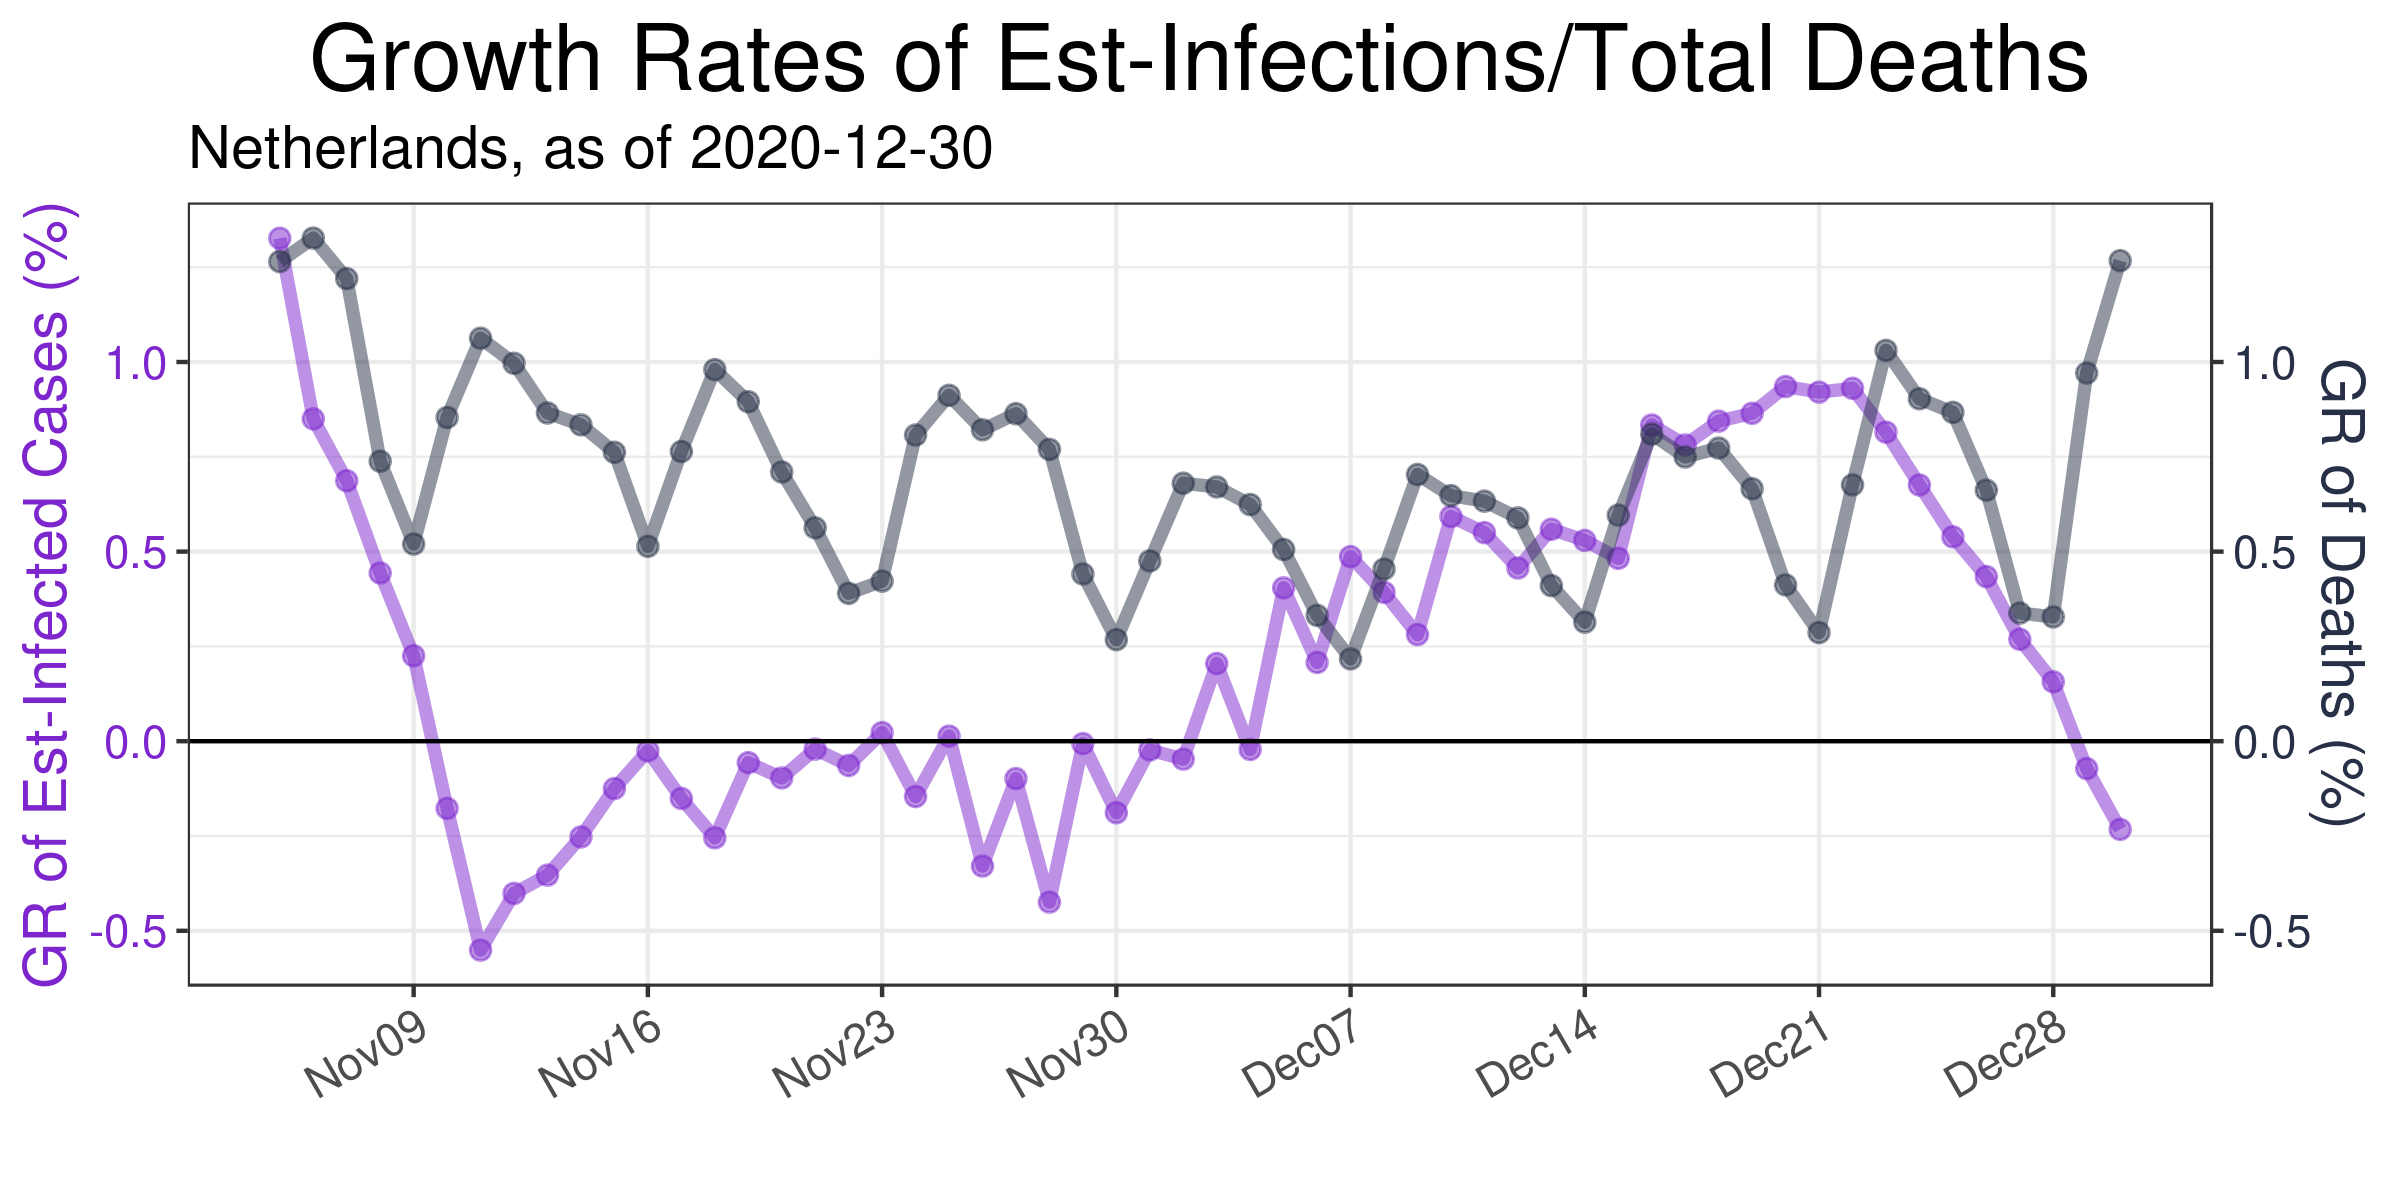 Growth Rates of Est-Infections/Total Deaths
Netherlands, as of 2020-12-30
GR of Est-Infected Cases (%)
1.0
0.5
0.0
-0.5
1.0
0.5
0.0
-0.5
GR of Deaths (%)
Nov09
Nov16
Nov23
Nov30
Dec07
Dec14
Dec21
Dec28